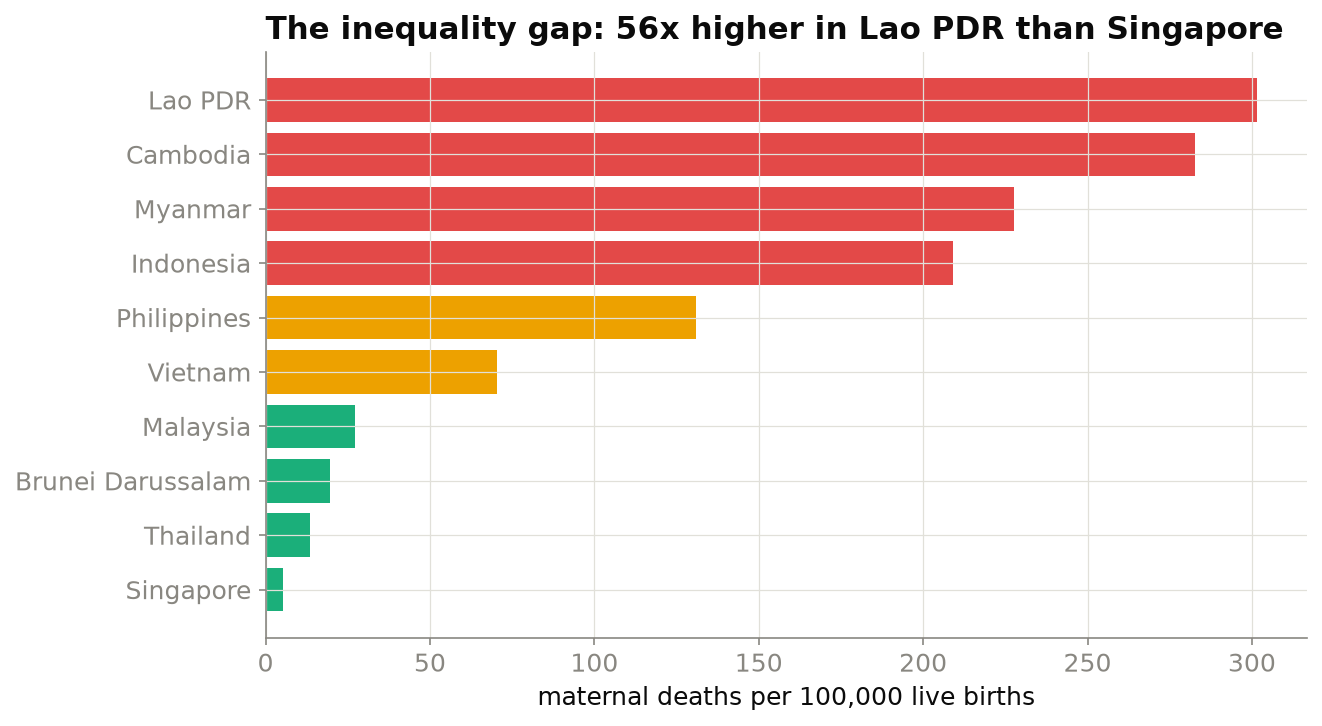 The inequality gap: 56x higher in Lao PDR than Singapore
Lao PDR
Cambodia
Myanmar
Indonesia
Philippines
Vietnam
Malaysia
Brunei Darussalam
Thailand
Singapore
0 50 100 150 200 250 300
maternal deaths per 100,000 live births